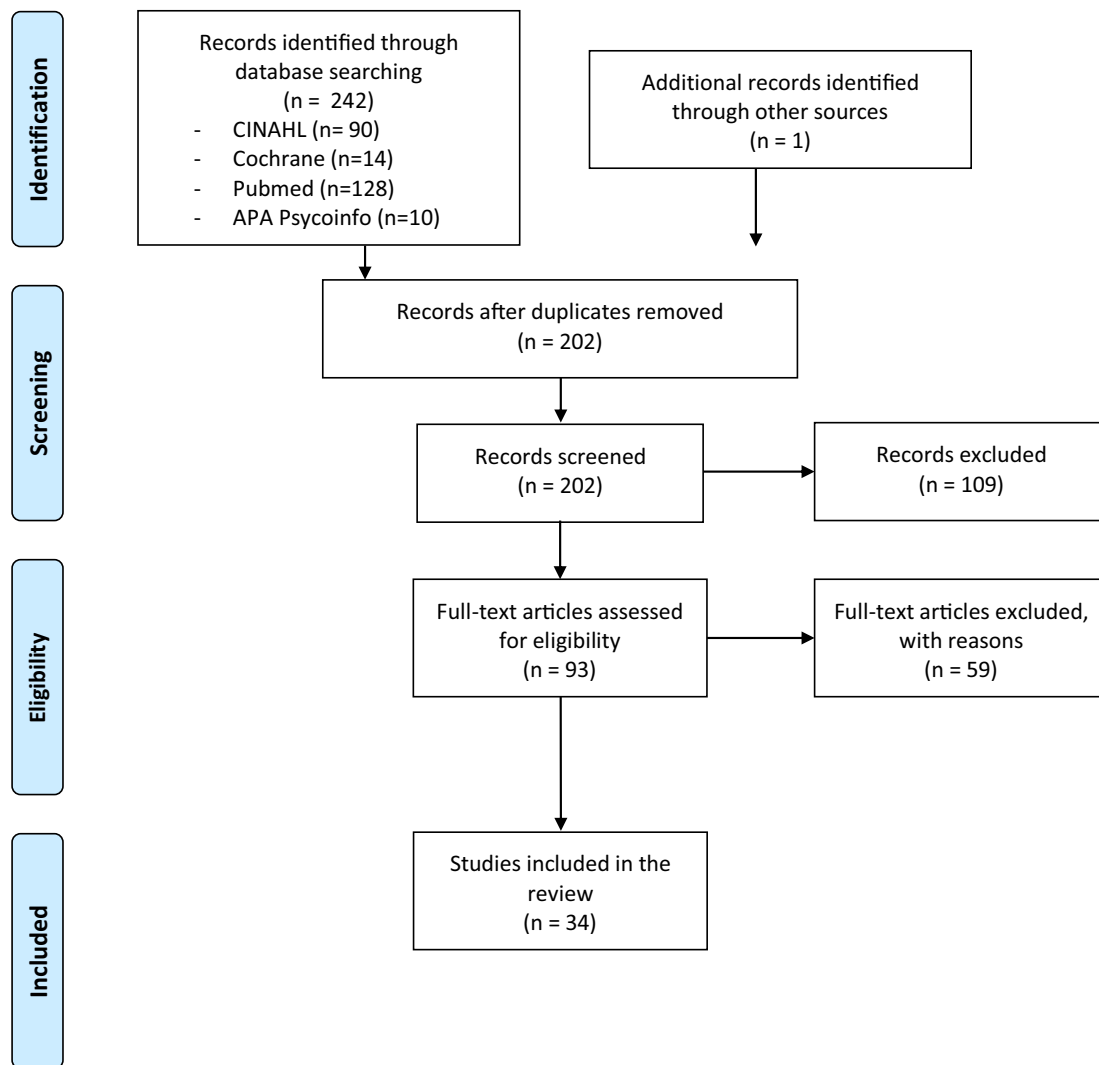 Identification
Records identified through
database searching
(n = 242)
- CINAHL (n= 90)
- Cochrane (n=14)
- Pubmed (n=128)
- APA Psycoinfo (n=10)
Additional records identified
through other sources
(n = 1)
Screening
Records after duplicates removed
(n = 202)
Records screened
(n = 202)
Records excluded
(n = 109)
Eligibility
Full-text articles assessed
for eligibility
(n = 93)
Full-text articles excluded,
with reasons
(n = 59)
Included
Studies included in the
review
(n = 34)